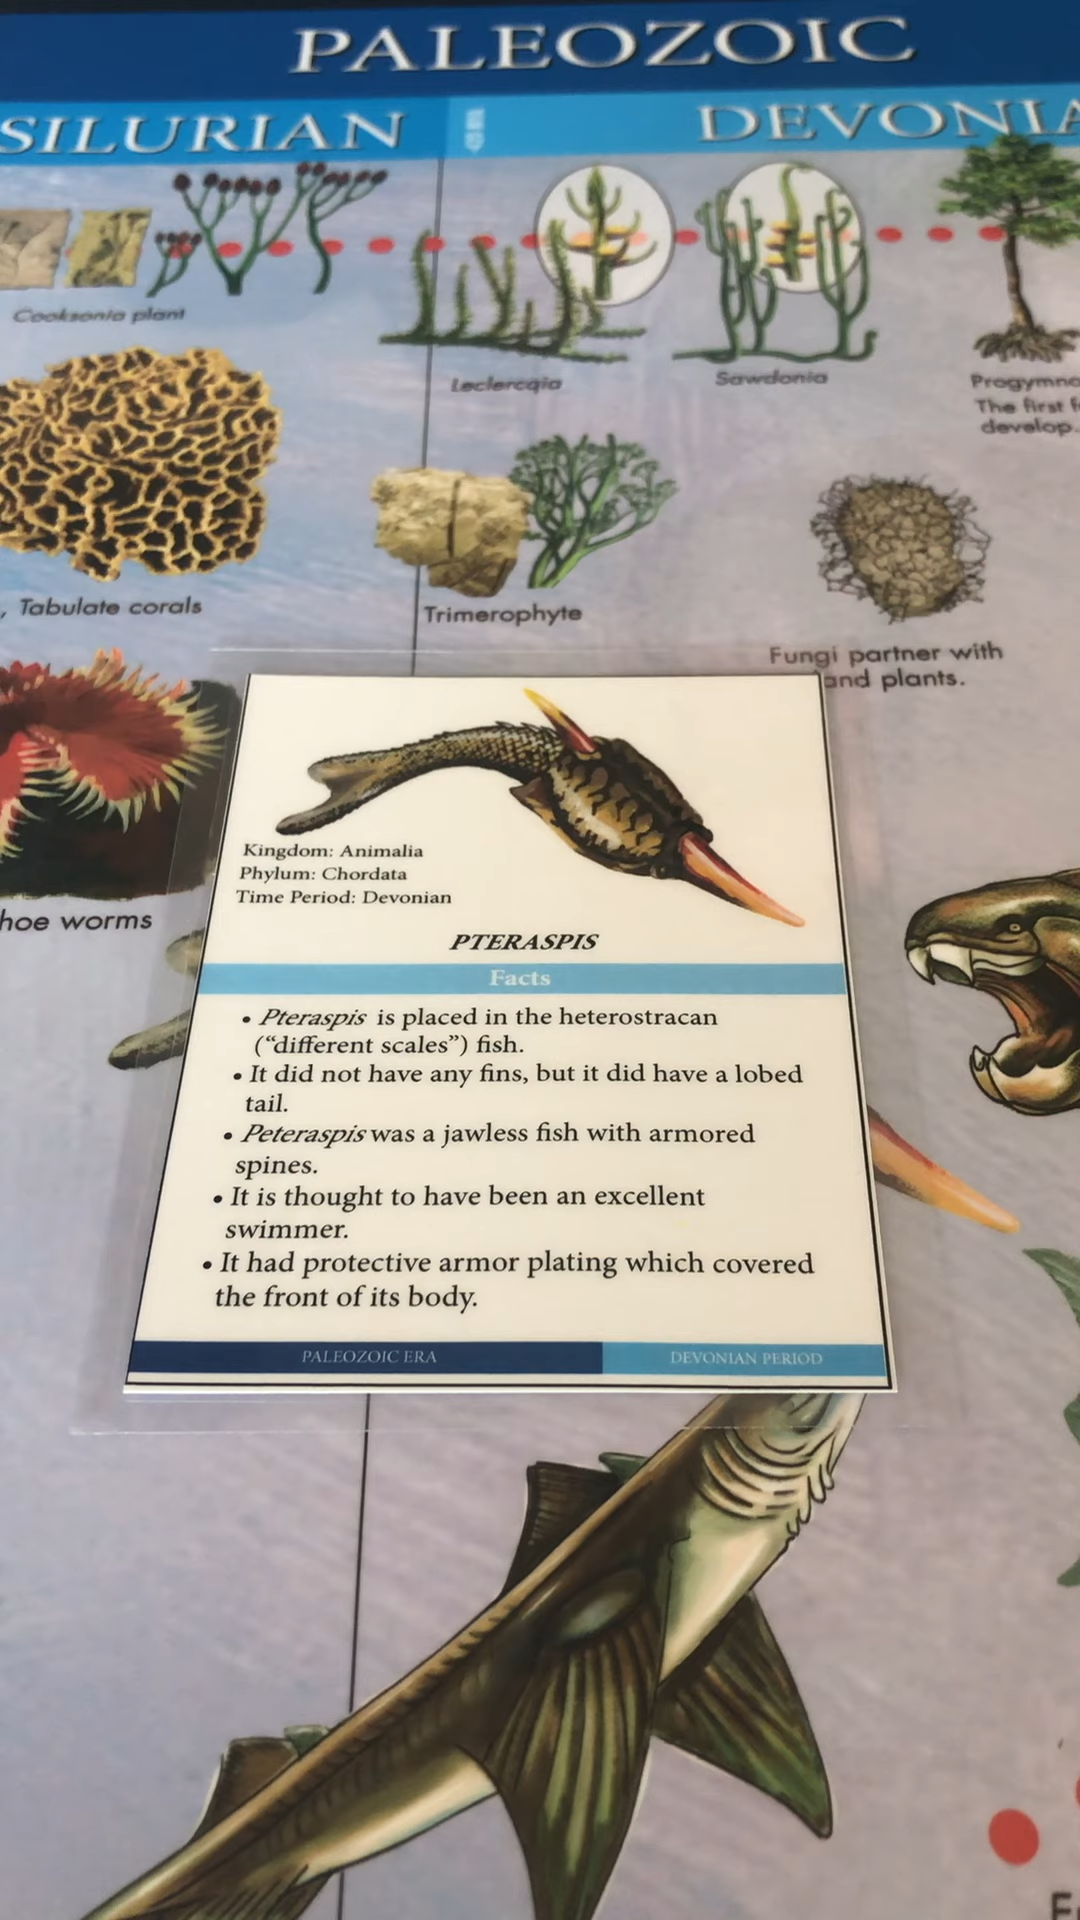 PALEOZOIC
SILURIAN
DEVONIA
Cooksonia plant
Leclercqia
Sawdonia
Progymno
The first f
develop.
, Tabulate corals
Trimerophyte
Fungi partner with
and plants.
hoe worms
Kingdom: Animalia
Phylum: Chordata
Time Period: Devonian
PTERASPIS
Facts
• Pteraspis is placed in the heterostracan
(“different scales”) fish.
• It did not have any fins, but it did have a lobed
tail.
• Peteraspis was a jawless fish with armored
spines.
• It is thought to have been an excellent
swimmer.
• It had protective armor plating which covered
the front of its body.
PALEOZOIC ERA
DEVONIAN PERIOD